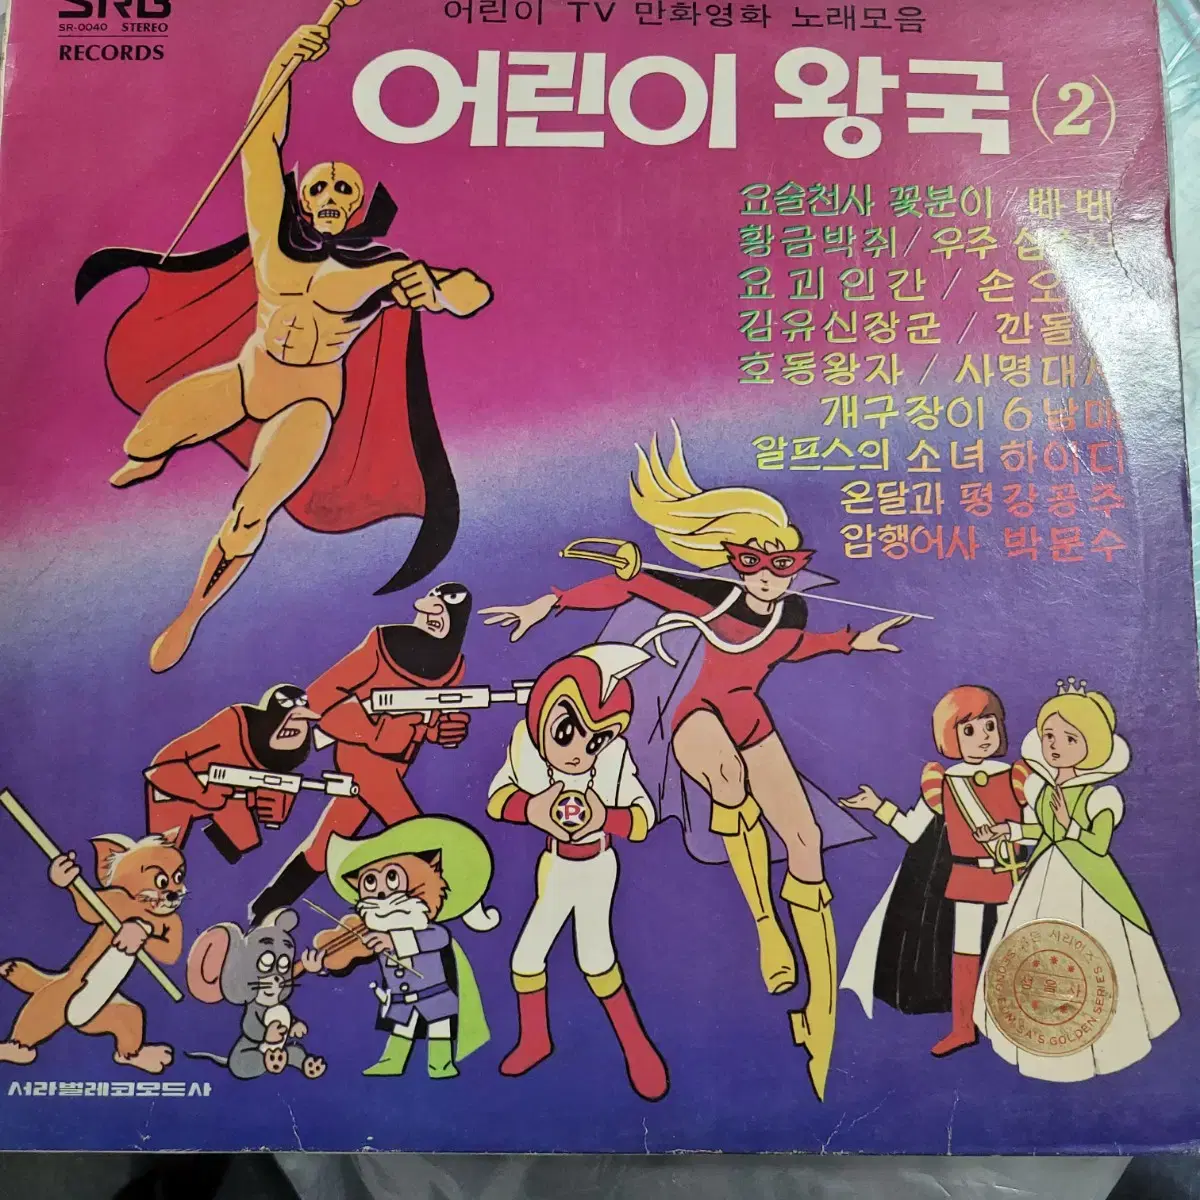 SRB
SR-0040 STEREO
RECORDS
어린이 TV 만화영화 노래모음
어린이 왕국 (2)
요술천사 꽃분이 / 빠삐
황금박쥐 / 우주
요괴인간 /
김유신장군 /
호동왕자 / 사명대사
개구장이 6남매
알프스의 소녀 하이디
온달과 평강공주
암행어사 박문수
P
서라벌레코오드사
GOLDEN SERIES